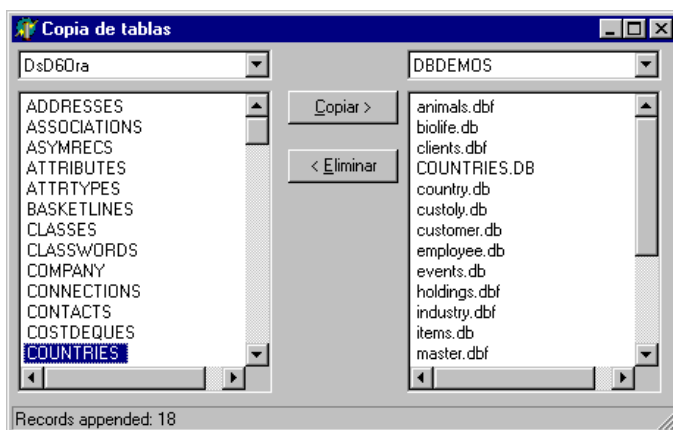 Copia de tablas
DsD6Ora
DBDEMOS
ADDRESSES
ASSOCIATIONS
ASYMRECS
ATTRIBUTES
ATTRTYPES
BASKETLINES
CLASSES
CLASSWORDS
COMPANY
CONNECTIONS
CONTACTS
COSTDEQUES
COUNTRIES
Copiar >
< Eliminar
animals.dbf
biolife.db
clients.dbf
COUNTRIES.DB
country.db
custoly.db
customer.db
employee.db
events.db
holdings.dbf
industry.dbf
items.db
master.dbf
Records appended: 18